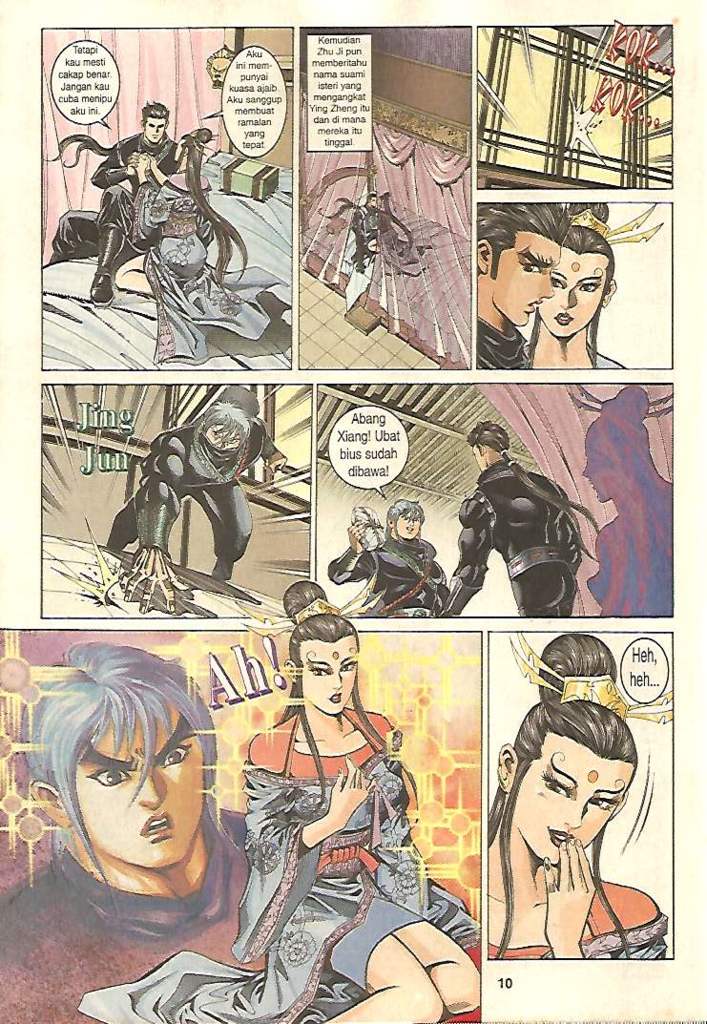 Tetapi
kau mesti
cakap benar.
Jangan kau
cuba menipu
aku ini.
Aku
ini mem-
punyai kuasa
ajaib.
Aku sanggup
membuat
ramalan
yang
tepat.
Kemudian
Zhu Ji pun
memberitahu
nama suami
isteri yang
mengangkat
Ying Zheng itu
dan di mana
mereka itu
tinggal.
KOK...
KOK...
Jing
Jun
Abang
Xiang! Ubat
bius sudah
dibawa!
Ah!
Heh,
heh...
10